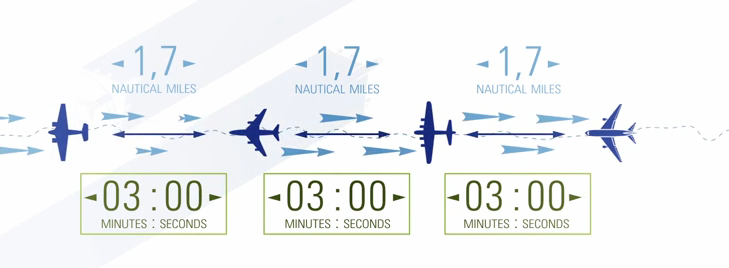 1,7
NAUTICAL MILES
1,7
NAUTICAL MILES
1,7
NAUTICAL MILES
03 : 00
MINUTES : SECONDS
03 : 00
MINUTES : SECONDS
03 : 00
MINUTES : SECONDS